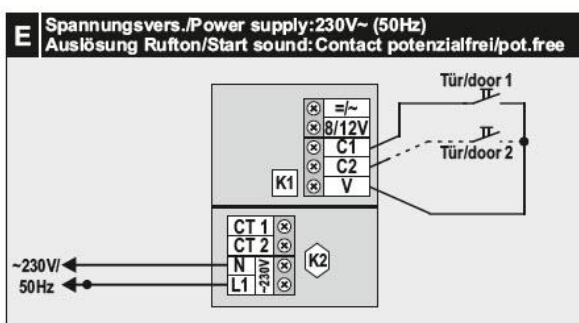 E
Spannungsvers./Power supply:230V~ (50Hz)
Auslösung Rufton/Start sound:Contact potenzialfrei/pot.free
Tür/door 1
=/~
8/12V
C1
C2
Tür/door 2
K1
V
CT 1
CT 2
~230V/
N
~230V
K2
50Hz
L1